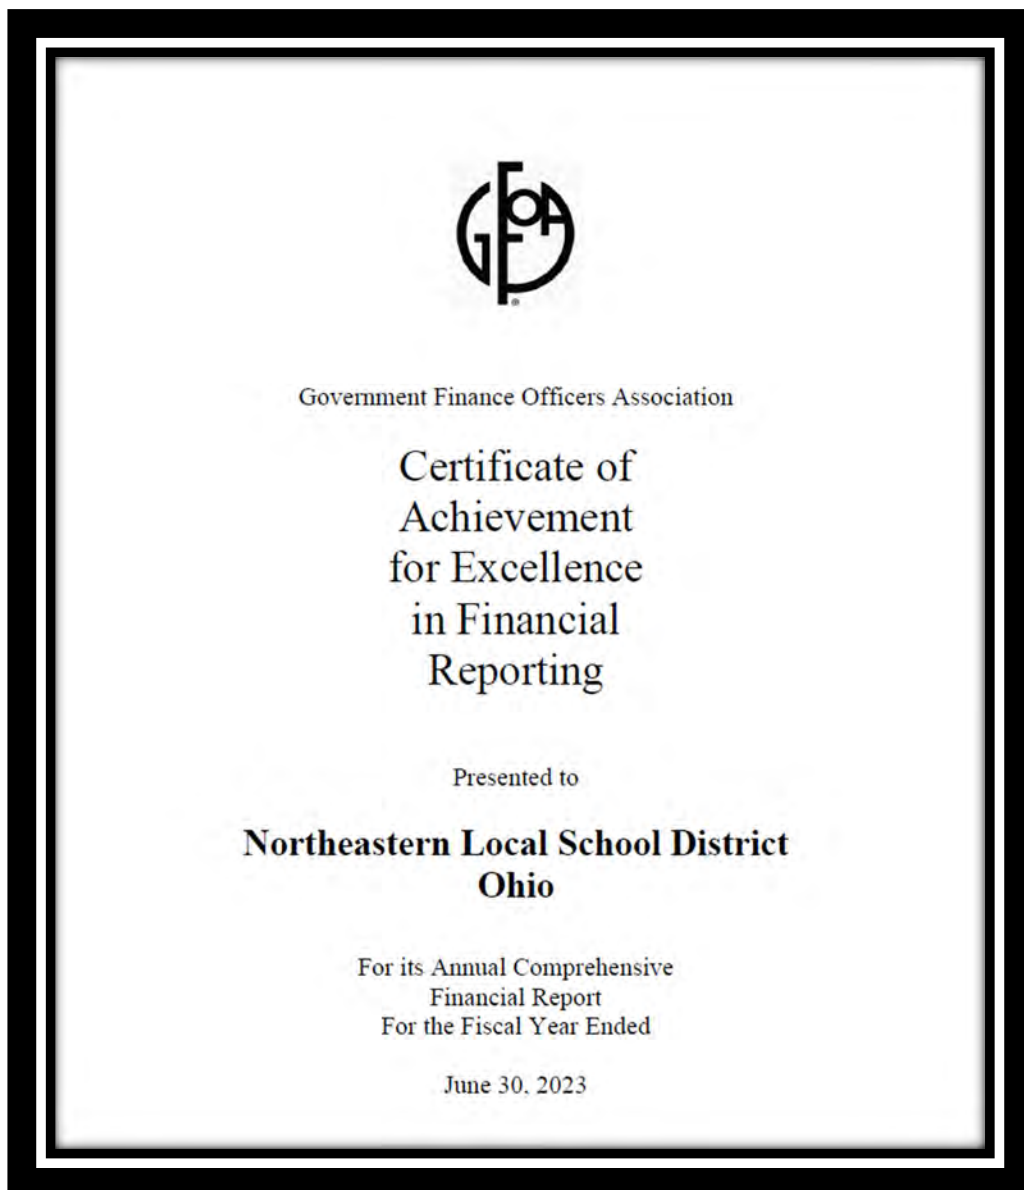 GFOA
®
Government Finance Officers Association
Certificate of
Achievement
for Excellence
in Financial
Reporting
Presented to
Northeastern Local School District
Ohio
For its Annual Comprehensive
Financial Report
For the Fiscal Year Ended
June 30, 2023